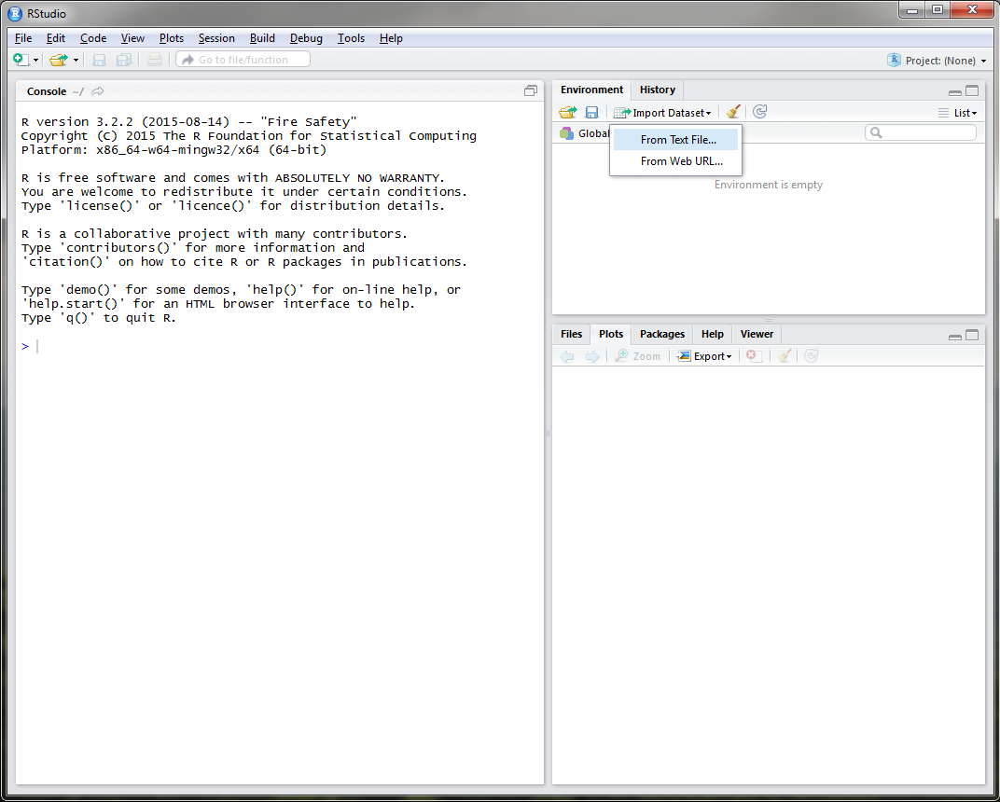 RStudio
File Edit Code View Plots Session Build Debug Tools Help
Go to file/function
Project: (None)
Console ~/
R version 3.2.2 (2015-08-14) -- "Fire Safety"
Copyright (C) 2015 The R Foundation for Statistical Computing
Platform: x86_64-w64-mingw32/x64 (64-bit)
R is free software and comes with ABSOLUTELY NO WARRANTY.
You are welcome to redistribute it under certain conditions.
Type 'license()' or 'licence()' for distribution details.
R is a collaborative project with many contributors.
Type 'contributors()' for more information and
'citation()' on how to cite R or R packages in publications.
Type 'demo()' for some demos, 'help()' for on-line help, or
'help.start()' for an HTML browser interface to help.
Type 'q()' to quit R.
>
Environment History
Import Dataset
List
Global
From Text File...
From Web URL...
Environment is empty
Files Plots Packages Help Viewer
Zoom Export